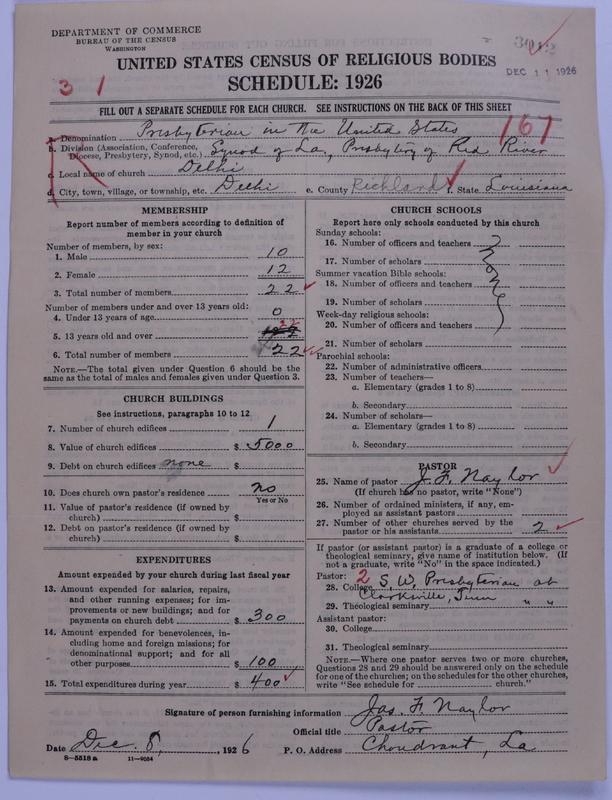 DEPARTMENT OF COMMERCE
BUREAU OF THE CENSUS
WASHINGTON
DEC 11 1926
UNITED STATES CENSUS OF RELIGIOUS BODIES
3 1
SCHEDULE: 1926
FILL OUT A SEPARATE SCHEDULE FOR EACH CHURCH. SEE INSTRUCTIONS ON THE BACK OF THIS SHEET
a. Denomination Presbyterian in the United States 167
b. Division (Association, Conference, Diocese, Presbytery, Synod, etc.) Synod of La., Presbytery of Red River
c. Local name of church Delhi
d. City, town, village, or township, etc. Delhi e. County Richland f. State Louisiana
MEMBERSHIP
Report number of members according to definition of
member in your church
Number of members, by sex:
1. Male 10
2. Female 12
3. Total number of members 22
Number of members under and over 13 years old:
4. Under 13 years of age 0
5. 13 years old and over 22
6. Total number of members 22
NOTE.—The total given under Question 6 should be
same as the total of males and females given under Question 3.
CHURCH BUILDINGS
See instructions, paragraphs 10 to 12
7. Number of church edifices 1
8. Value of church edifices $ 5000
9. Debt on church edifices none $
10. Does church own pastor's residence No
Yes or No
11. Value of pastor's residence (if owned by
church) $
12. Debt on pastor's residence (if owned by
church) $
EXPENDITURES
Amount expended by your church during last fiscal year
13. Amount expended for salaries, repairs,
and other running expenses; for im-
provements or new buildings; and for
payments on church debt $ 300
14. Amount expended for benevolences, in-
cluding home and foreign missions; for
denominational support; and for all
other purposes $ 100
15. Total expenditures during year $ 400
CHURCH SCHOOLS
Report here only schools conducted by this church
Sunday schools:
16. Number of officers and teachers
17. Number of scholars
Summer vacation Bible schools:
18. Number of officers and teachers
19. Number of scholars
Week-day religious schools:
20. Number of officers and teachers
21. Number of scholars
Parochial schools:
22. Number of administrative officers
23. Number of teachers—
a. Elementary (grades 1 to 8)
b. Secondary
24. Number of scholars—
a. Elementary (grades 1 to 8)
b. Secondary
PASTOR
25. Name of pastor J. F. Naylor
(If church has no pastor, write "None")
26. Number of ordained ministers, if any, em-
ployed as assistant pastors
27. Number of other churches served by the
pastor or his assistants 2
If pastor (or assistant pastor) is a graduate of a college or
theological seminary, give name of institution below. (If
not a graduate, write "No" in the space indicated.)
Pastor: 2
28. College S. W. Presbyterian at
Clarksville, Tenn
29. Theological seminary " "
Assistant pastor:
30. College
31. Theological seminary
NOTE.—Where one pastor serves two or more churches,
Questions 28 and 29 should be answered only on the schedule
for one of the churches; on the schedules for the other churches,
write "See schedule for church."
Signature of person furnishing information Jas. F. Naylor
Official title Pastor
Date Dec. 8, 1926 P. O. Address Choudrant, La
8—5518 a 11—9054